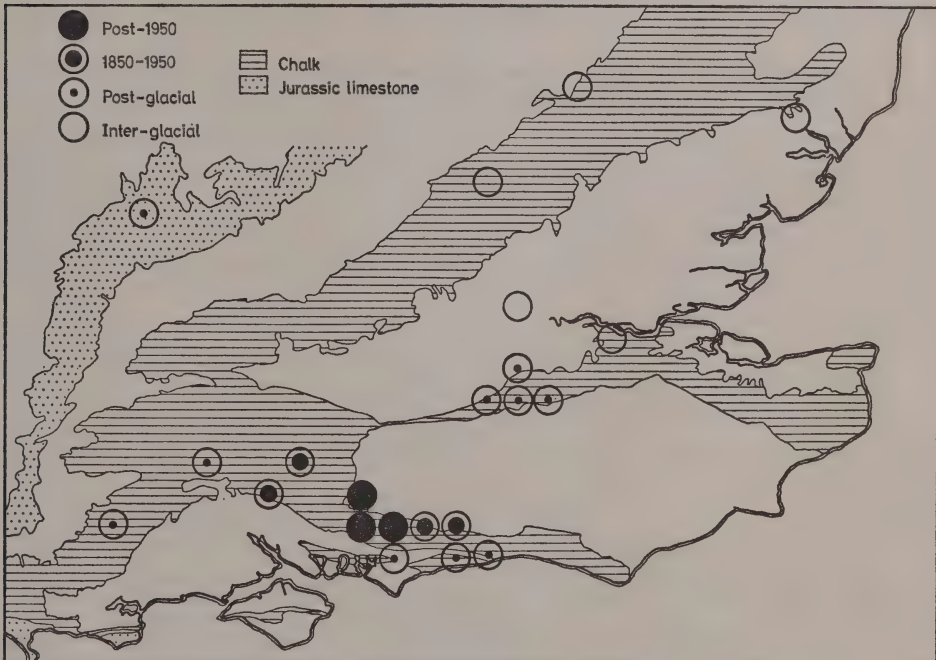 Post-1950
1850-1950
Post-glacial
Inter-glacial
Chalk
Jurassic limestone